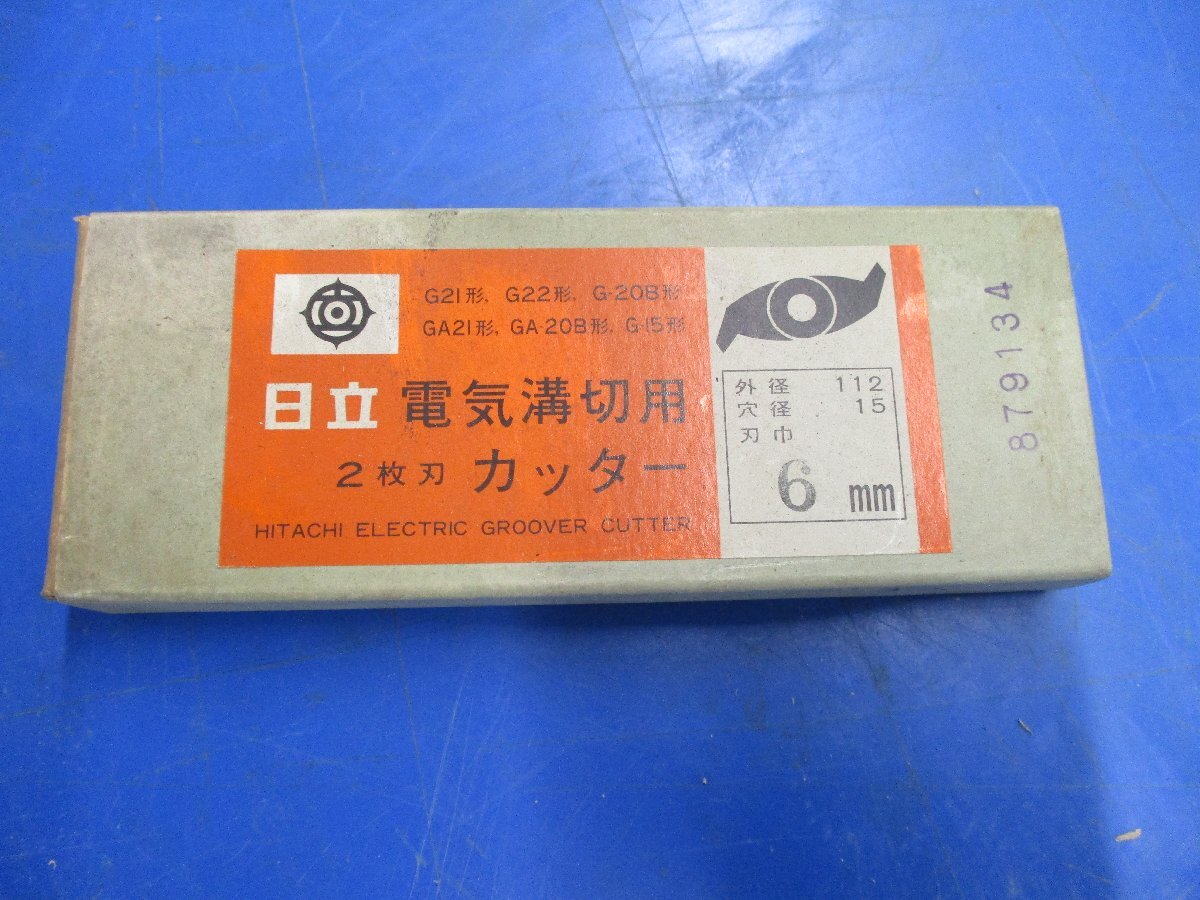 G21形, G22形, G-20B形
GA21形, GA-20B形, G-15形
日立 電気溝切用
2枚刃 カッター
HITACHI ELECTRIC GROOVER CUTTER
外径 112
穴径 15
刃巾
6 mm
879134